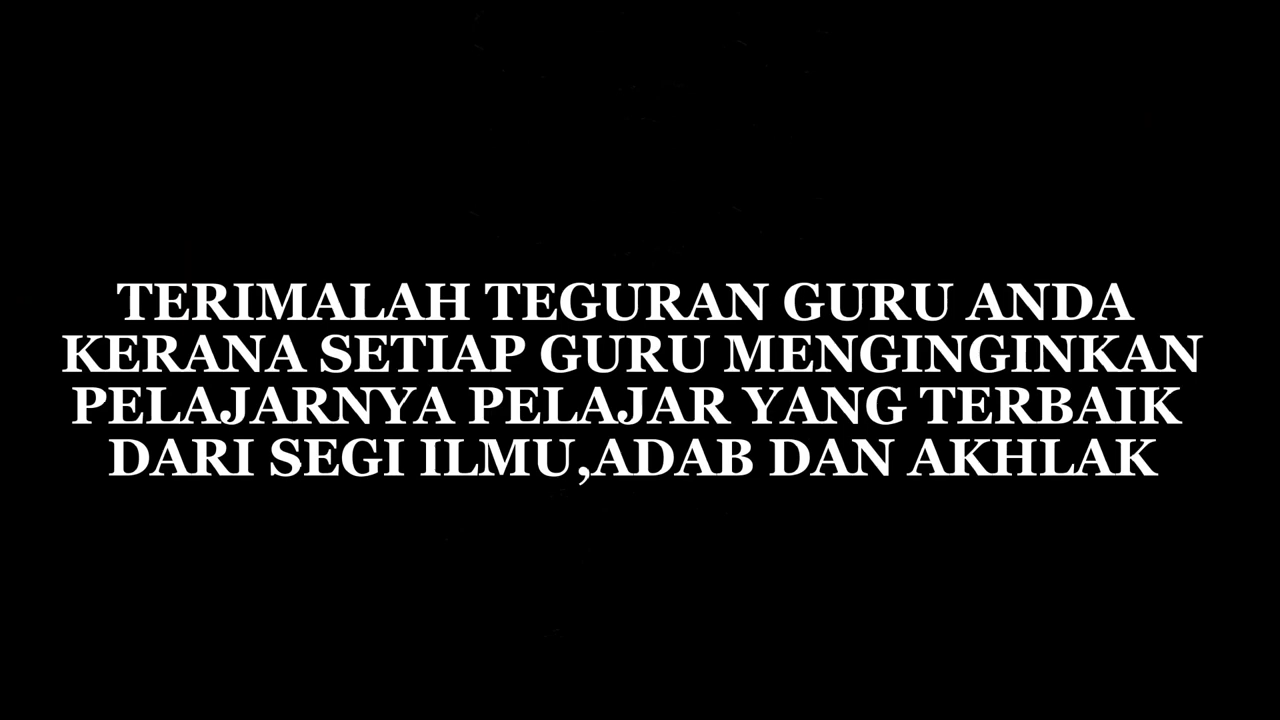 TERIMALAH TEGURAN GURU ANDA
KERANA SETIAP GURU MENGINGINKAN
PELAJARNYA PELAJAR YANG TERBAIK
DARI SEGI ILMU,ADAB DAN AKHLAK